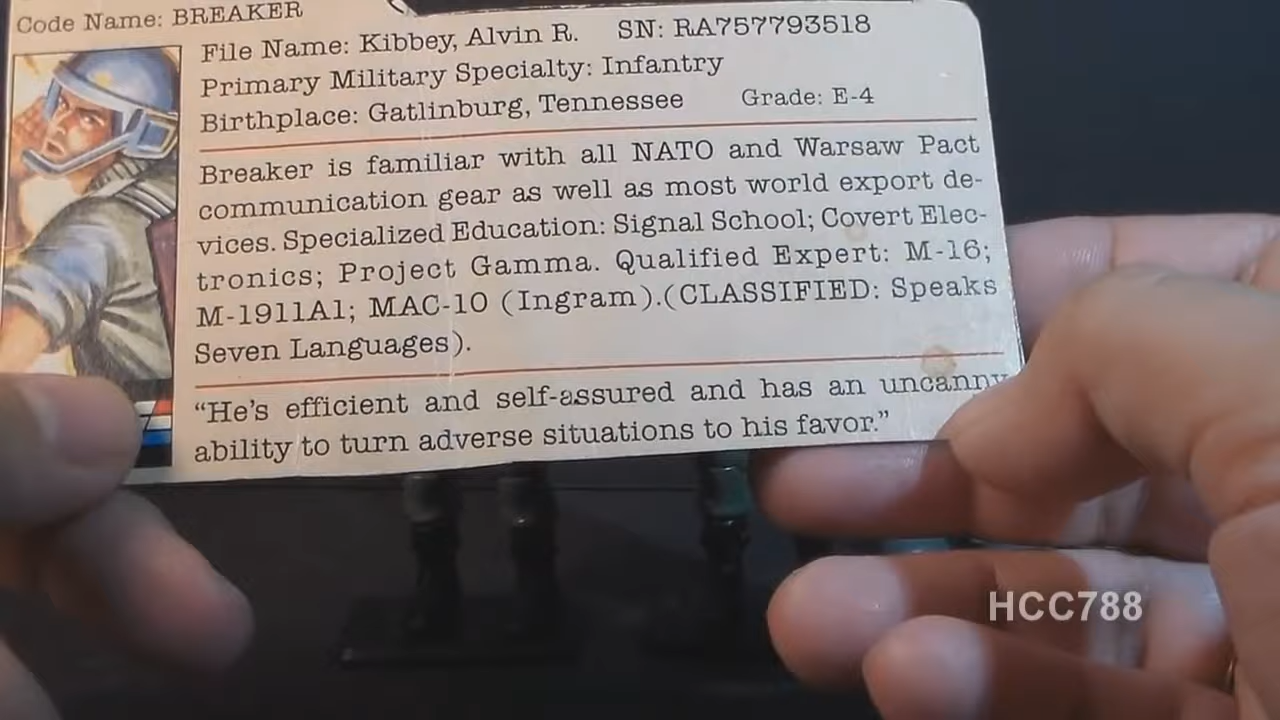 Code Name: BREAKER
File Name: Kibbey, Alvin R. SN: RA757793518
Primary Military Specialty: Infantry
Birthplace: Gatlinburg, Tennessee Grade: E-4
Breaker is familiar with all NATO and Warsaw Pact
communication gear as well as most world export de-
vices. Specialized Education: Signal School; Covert Elec-
tronics; Project Gamma. Qualified Expert: M-16;
M-1911A1; MAC-10 (Ingram).(CLASSIFIED: Speaks
Seven Languages).
“He's efficient and self-assured and has an uncanny
ability to turn adverse situations to his favor.”
HCC788